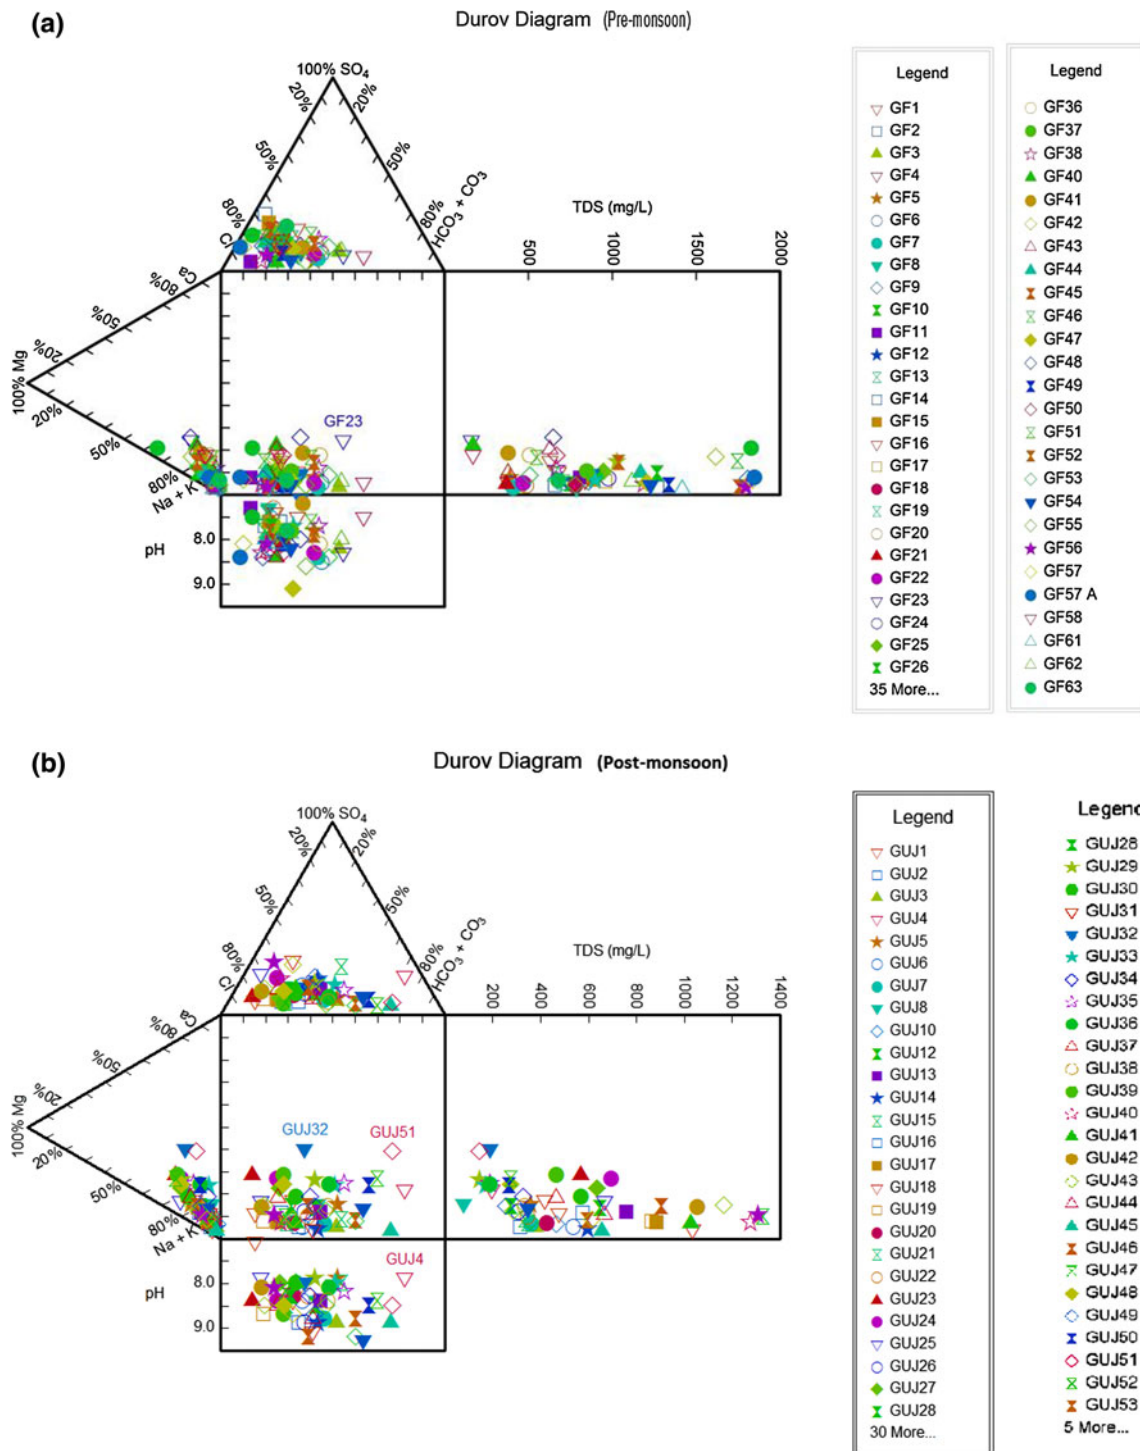 (a)
Durov Diagram (Pre-monsoon)
100% SO4
20%
20%
50%
50%
80%
80%
Cl
HCO3 + CO3
TDS (mg/L)
500
1000
1500
2000
Ca
80%
50%
20%
100% Mg
20%
50%
80%
Na + K
GF23
pH
8.0
9.0
Legend
GF1
GF2
GF3
GF4
GF5
GF6
GF7
GF8
GF9
GF10
GF11
GF12
GF13
GF14
GF15
GF16
GF17
GF18
GF19
GF20
GF21
GF22
GF23
GF24
GF25
GF26
35 More...
Legend
GF36
GF37
GF38
GF40
GF41
GF42
GF43
GF44
GF45
GF46
GF47
GF48
GF49
GF50
GF51
GF52
GF53
GF54
GF55
GF56
GF57
GF57 A
GF58
GF61
GF62
GF63
(b)
Durov Diagram (Post-monsoon)
100% SO4
20%
20%
50%
50%
80%
80%
Cl
HCO3 + CO3
TDS (mg/L)
200
400
600
800
1000
1200
1400
Ca
80%
50%
20%
100% Mg
20%
50%
80%
Na + K
GUJ32
GUJ51
GUJ4
pH
8.0
9.0
Legend
GUJ1
GUJ2
GUJ3
GUJ4
GUJ5
GUJ6
GUJ7
GUJ8
GUJ10
GUJ12
GUJ13
GUJ14
GUJ15
GUJ16
GUJ17
GUJ18
GUJ19
GUJ20
GUJ21
GUJ22
GUJ23
GUJ24
GUJ25
GUJ26
GUJ27
GUJ28
30 More...
Legend
GUJ28
GUJ29
GUJ30
GUJ31
GUJ32
GUJ33
GUJ34
GUJ35
GUJ36
GUJ37
GUJ38
GUJ39
GUJ40
GUJ41
GUJ42
GUJ43
GUJ44
GUJ45
GUJ46
GUJ47
GUJ48
GUJ49
GUJ50
GUJ51
GUJ52
GUJ53
5 More...